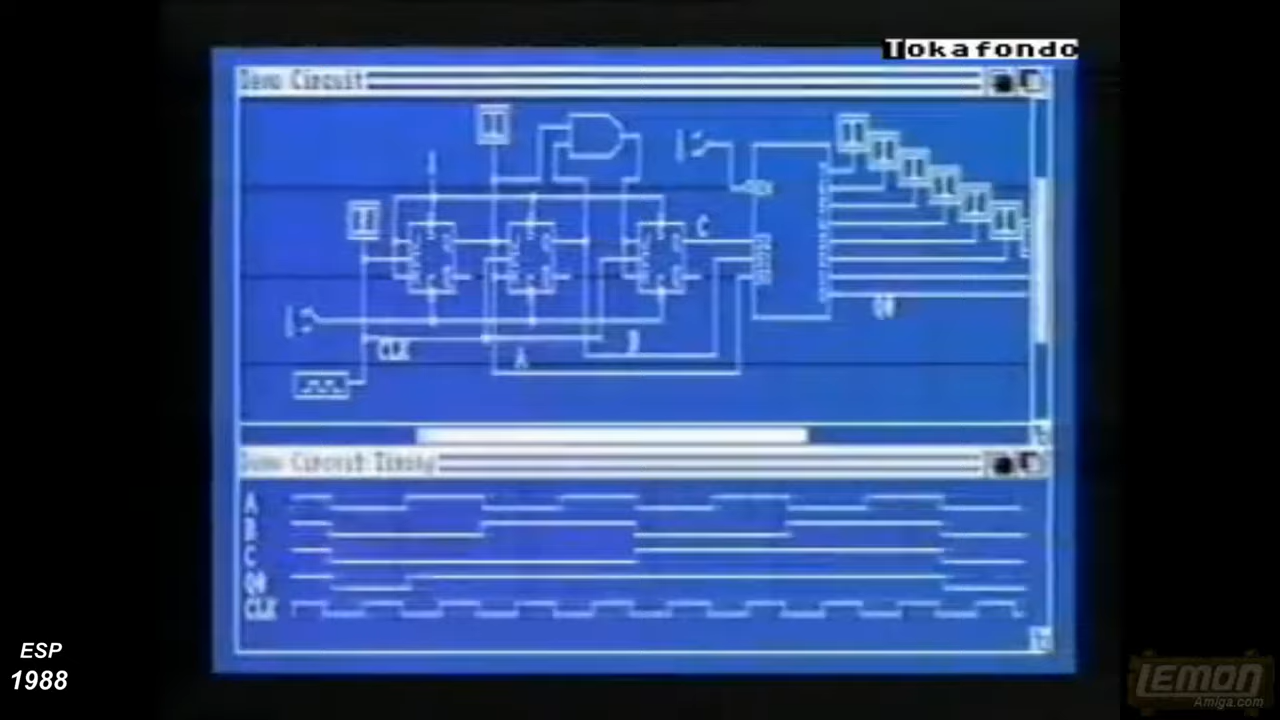 Tokafondo
Demo Circuit
C
CLK
A
B
Q0
Demo Circuit Timing
A
B
C
Q0
CLK
ESP
1988
LEMON
Amiga.com